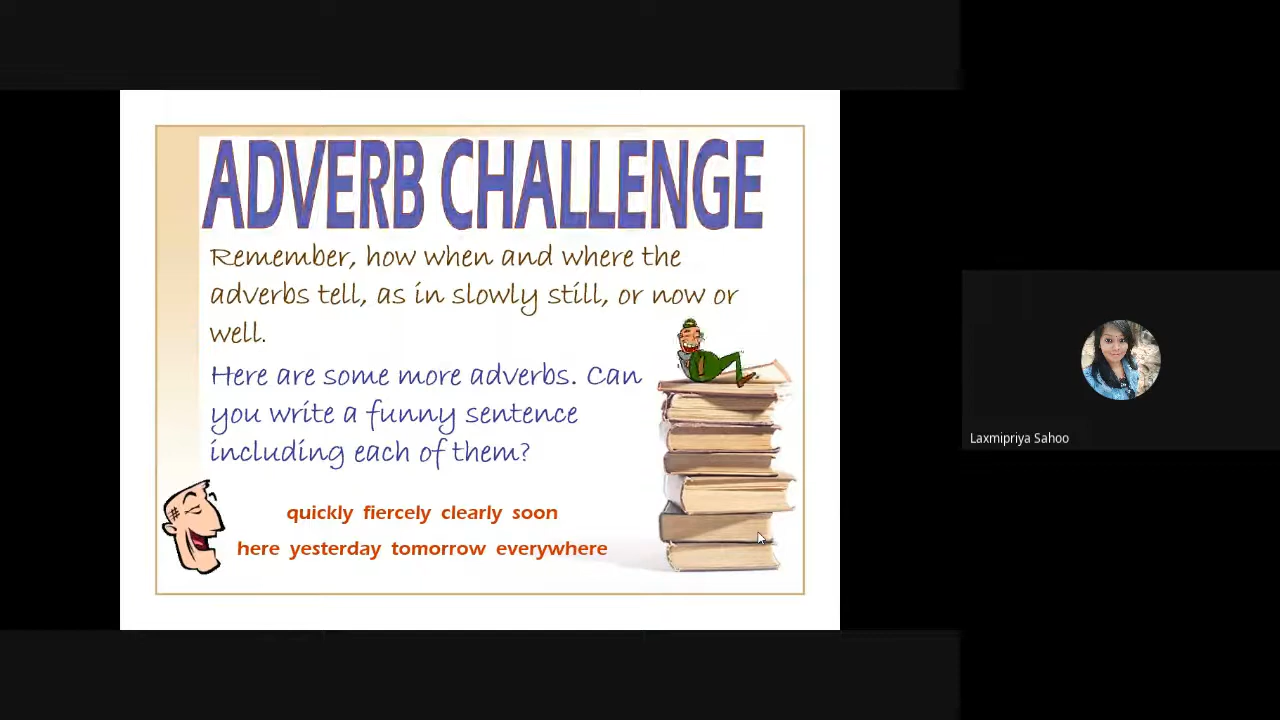 ADVERB CHALLENGE
Remember, how when and where the
adverbs tell, as in slowly still, or now or
well.
Here are some more adverbs. Can
you write a funny sentence
including each of them?
quickly fiercely clearly soon
here yesterday tomorrow everywhere
Laxmipriya Sahoo